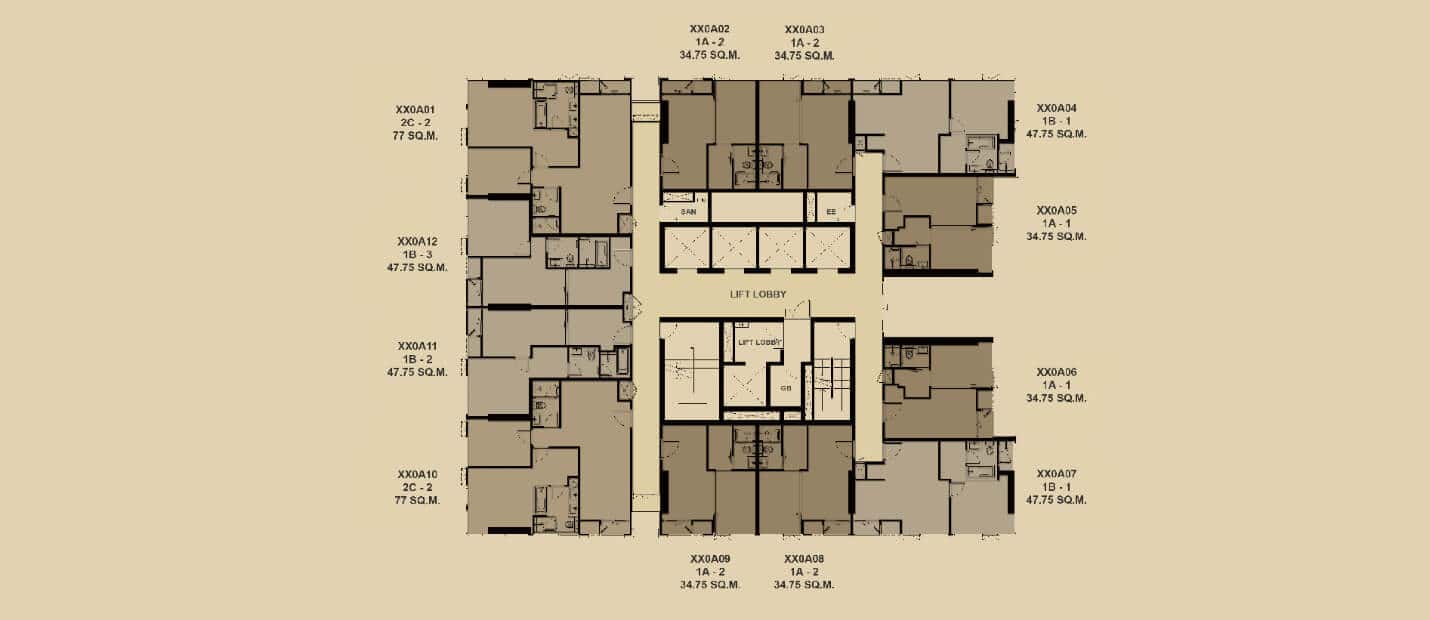 XX0A02
1A - 2
34.75 SQ.M.
XX0A03
1A - 2
34.75 SQ.M.
XX0A01
2C - 2
77 SQ.M.
XX0A04
1B - 1
47.75 SQ.M.
XX0A05
1A - 1
34.75 SQ.M.
SAN
EE
XX0A12
1B - 3
47.75 SQ.M.
LIFT LOBBY
LIFT LOBBY
XX0A11
1B - 2
47.75 SQ.M.
GB
XX0A06
1A - 1
34.75 SQ.M.
XX0A10
2C - 2
77 SQ.M.
XX0A07
1B - 1
47.75 SQ.M.
XX0A09
1A - 2
34.75 SQ.M.
XX0A08
1A - 2
34.75 SQ.M.